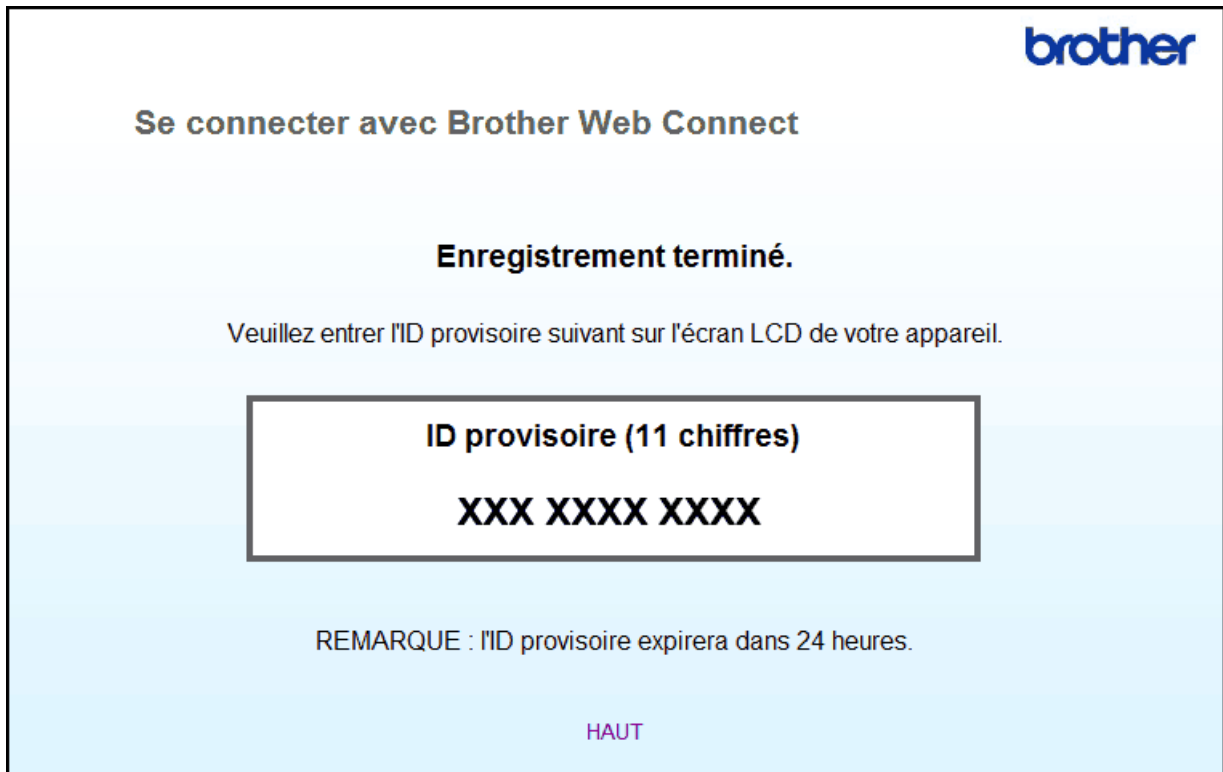 brother
Se connecter avec Brother Web Connect
Enregistrement terminé.
Veuillez entrer l'ID provisoire suivant sur l'écran LCD de votre appareil.
ID provisoire (11 chiffres)
XXX XXXX XXXX
REMARQUE : l'ID provisoire expirera dans 24 heures.
HAUT